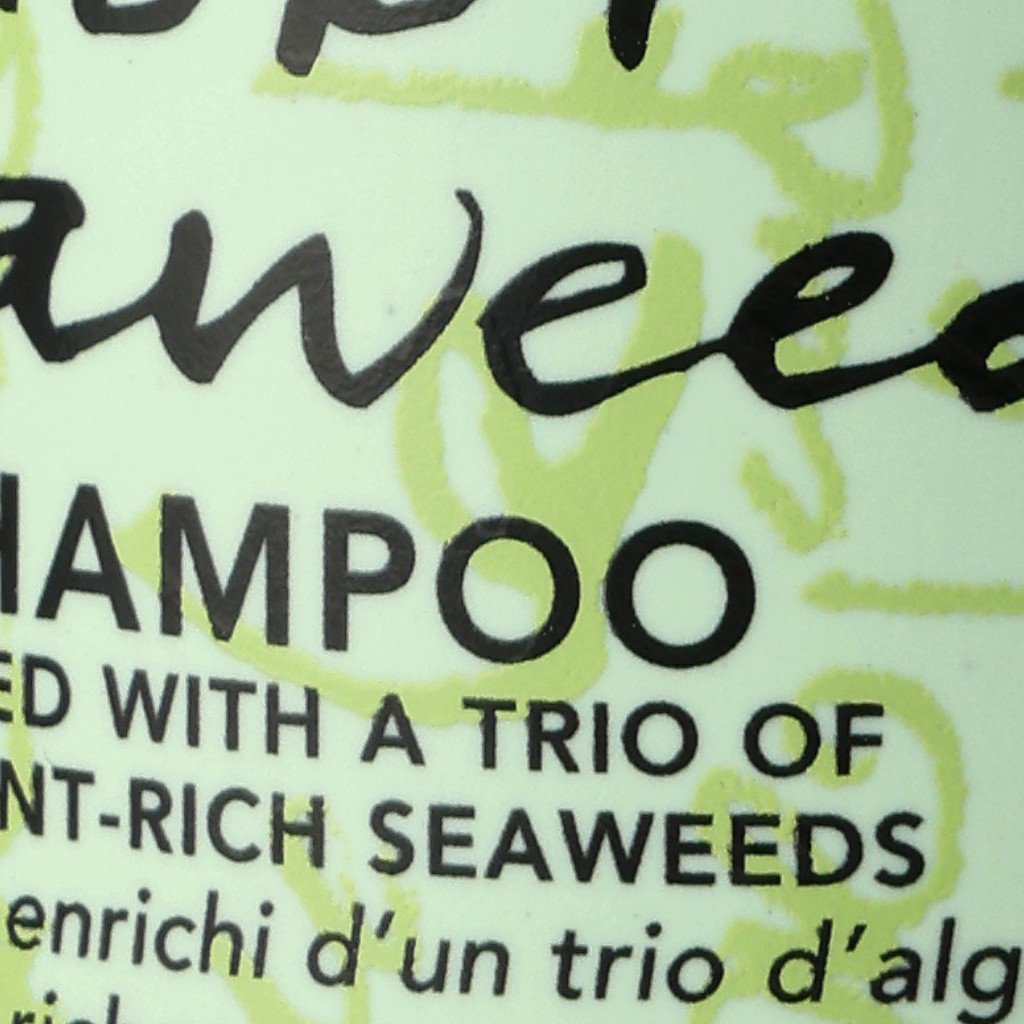 aweed
HAMPOO
ED WITH A TRIO OF
NT-RICH SEAWEEDS
enrichi d'un trio d'alg